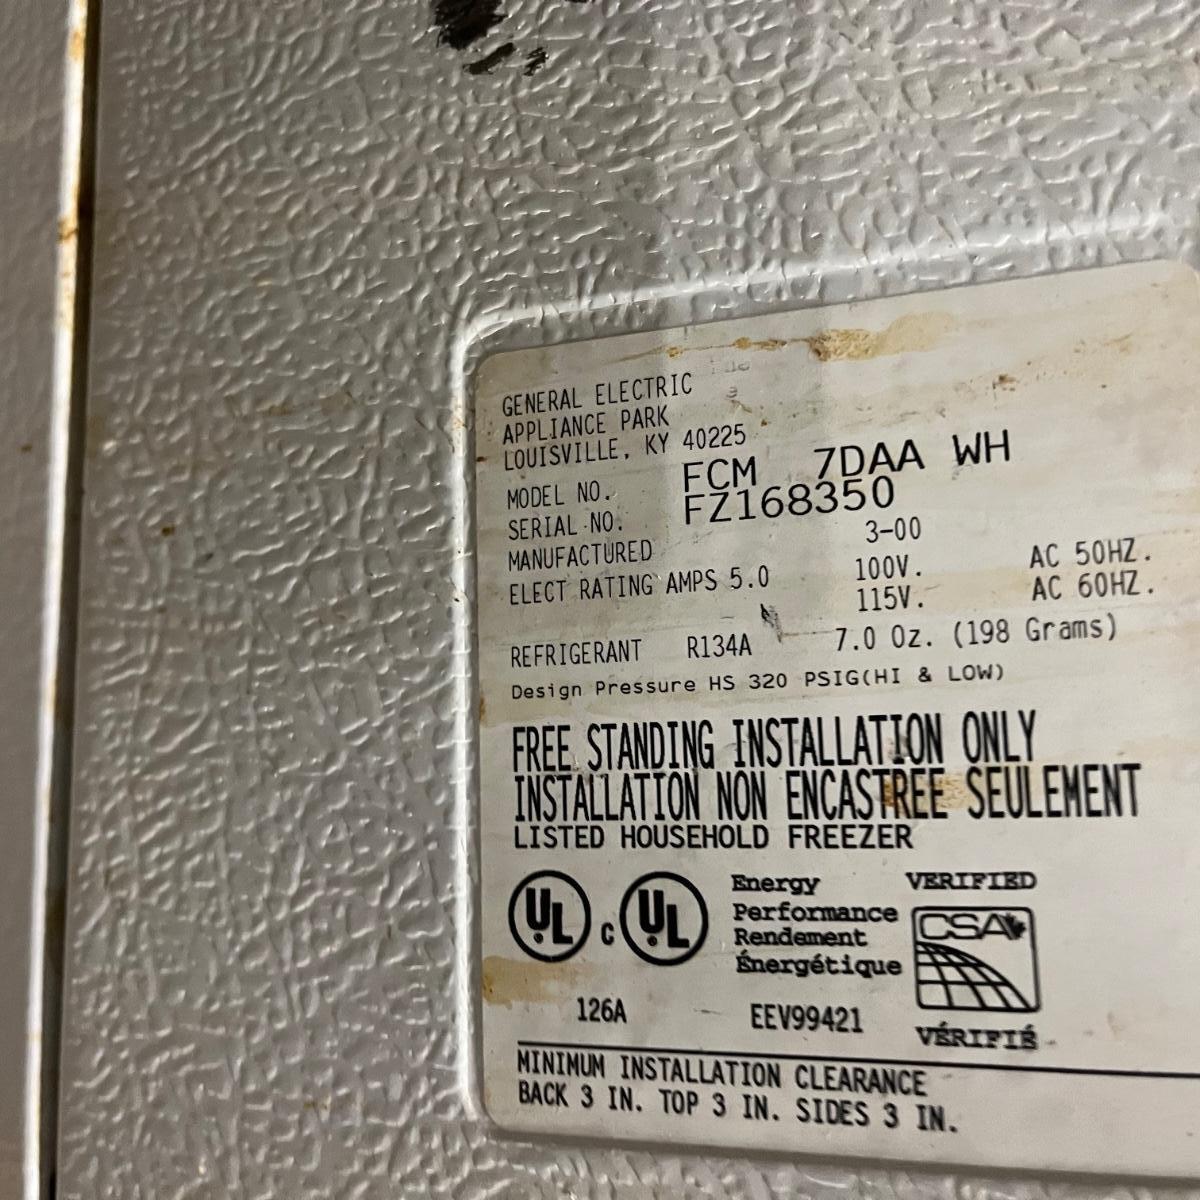 GENERAL ELECTRIC
APPLIANCE PARK
LOUISVILLE, KY 40225
MODEL NO. FCM 7DAA WH
SERIAL NO. FZ168350
MANUFACTURED 3-00
ELECT RATING AMPS 5.0 100V. AC 50HZ.
115V. AC 60HZ.
REFRIGERANT R134A 7.0 Oz. (198 Grams)
Design Pressure HS 320 PSIG(HI & LOW)
FREE STANDING INSTALLATION ONLY
INSTALLATION NON ENCASTREE SEULEMENT
LISTED HOUSEHOLD FREEZER
UL c UL
Energy
Performance
Rendement
Énergétique
VERIFIED
CSA
VÉRIFIÉ
126A EEV99421
MINIMUM INSTALLATION CLEARANCE
BACK 3 IN. TOP 3 IN. SIDES 3 IN.